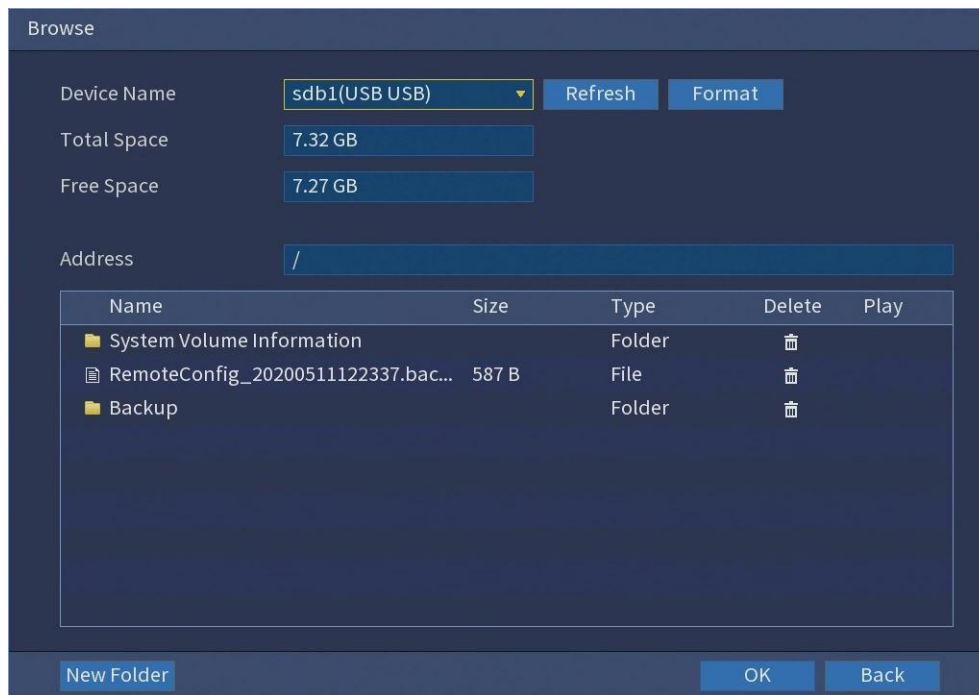 Browse
Device Name sdb1(USB USB) Refresh Format
Total Space 7.32 GB
Free Space 7.27 GB
Address /
Name Size Type Delete Play
System Volume Information Folder
RemoteConfig_20200511122337.bac... 587 B File
Backup Folder
New Folder OK Back